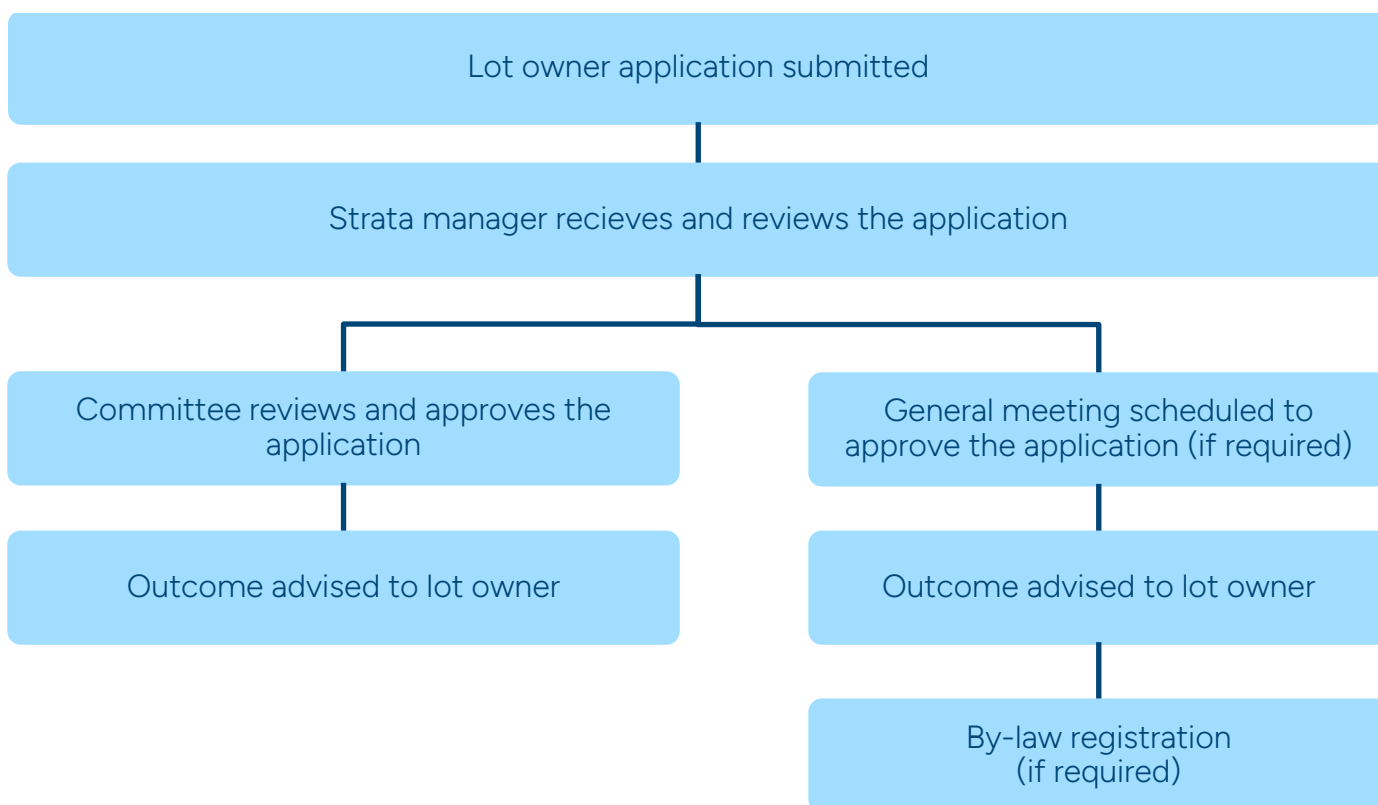 Lot owner application submitted
Strata manager recieves and reviews the application
Committee reviews and approves the
application
Outcome advised to lot owner
General meeting scheduled to
approve the application (if required)
Outcome advised to lot owner
By-law registration
(if required)